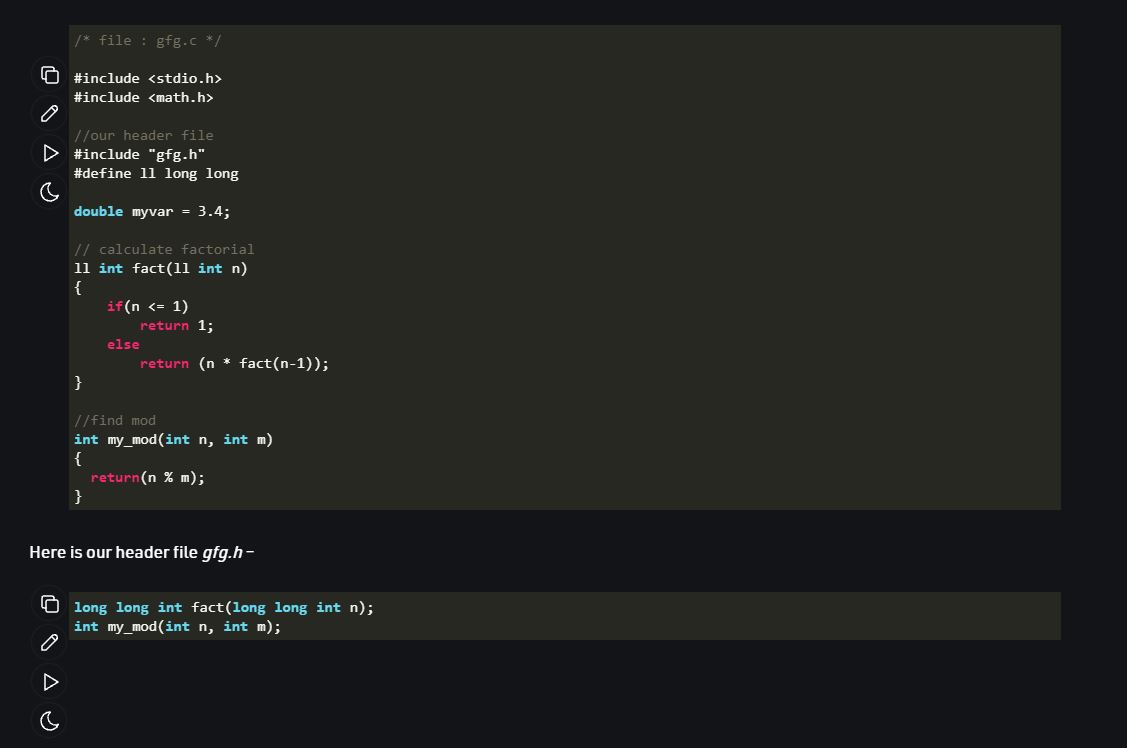 /* file : gfg.c */
#include <stdio.h>
#include <math.h>
//our header file
#include "gfg.h"
#define ll long long
double myvar = 3.4;
// calculate factorial
ll int fact(ll int n)
{
    if(n <= 1)
        return 1;
    else
        return (n * fact(n-1));
}
//find mod
int my_mod(int n, int m)
{
  return(n % m);
}
Here is our header file gfg.h –
long long int fact(long long int n);
int my_mod(int n, int m);